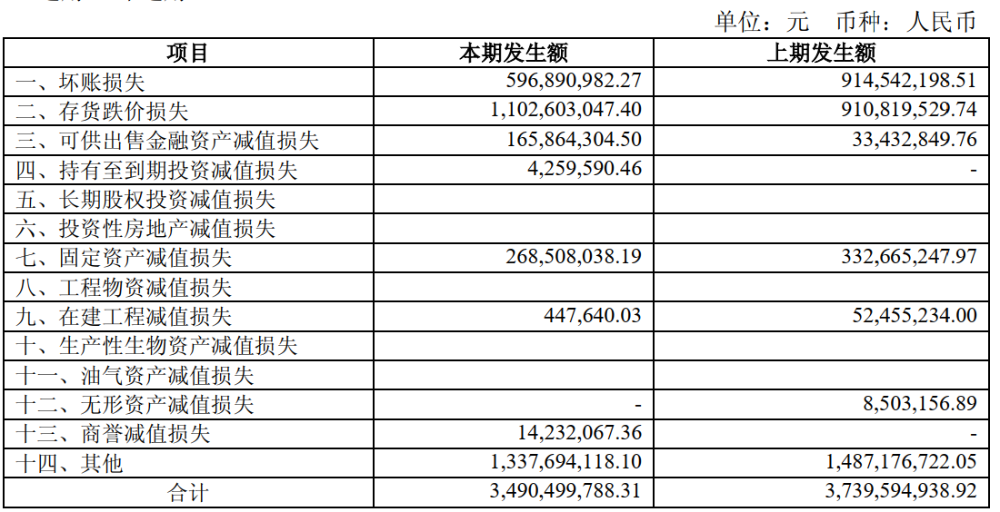 单位：元 币种：人民币
项目 本期发生额 上期发生额
一、坏账损失 596,890,982.27 914,542,198.51
二、存货跌价损失 1,102,603,047.40 910,819,529.74
三、可供出售金融资产减值损失 165,864,304.50 33,432,849.76
四、持有至到期投资减值损失 4,259,590.46 -
五、长期股权投资减值损失
六、投资性房地产减值损失
七、固定资产减值损失 268,508,038.19 332,665,247.97
八、工程物资减值损失
九、在建工程减值损失 447,640.03 52,455,234.00
十、生产性生物资产减值损失
十一、油气资产减值损失
十二、无形资产减值损失 - 8,503,156.89
十三、商誉减值损失 14,232,067.36 -
十四、其他 1,337,694,118.10 1,487,176,722.05
合计 3,490,499,788.31 3,739,594,938.92